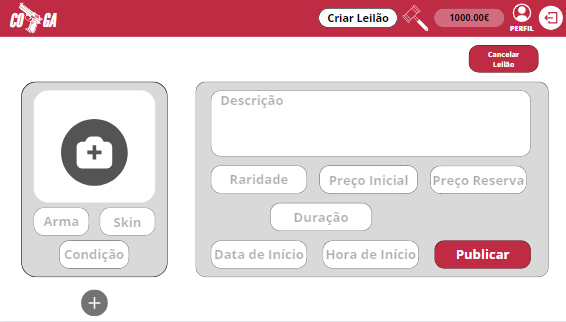 CO GA
Criar Leilão
1000.00€
PERFIL
Cancelar
Leilão
Descrição
Arma
Skin
Condição
Raridade
Preço Inicial
Preço Reserva
Duração
Data de Início
Hora de Início
Publicar